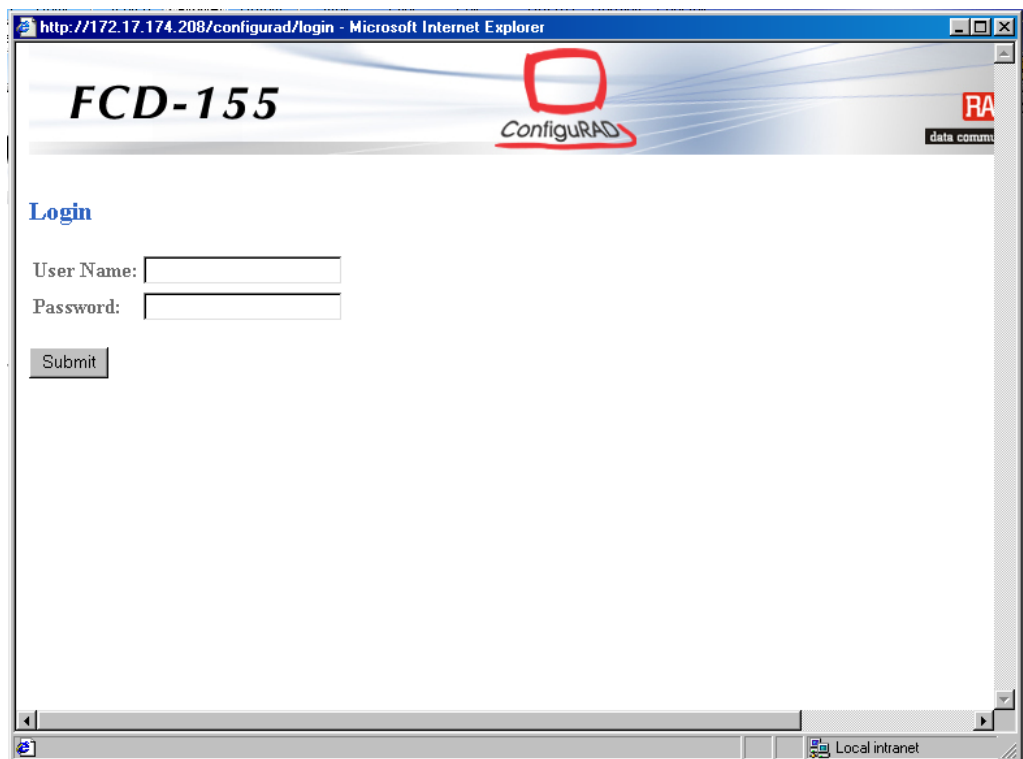 http://172.17.174.208/configurad/login - Microsoft Internet Explorer
FCD-155
ConfiguRAD
RA
data commu
Login
User Name:
Password:
Submit
Local intranet